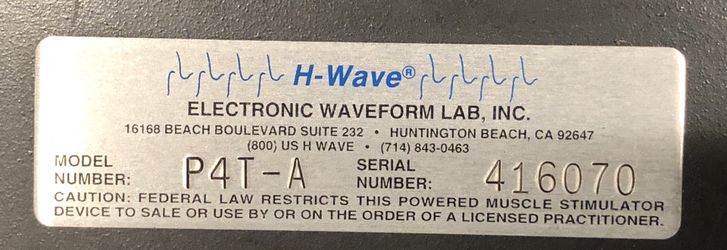 H-Wave®
ELECTRONIC WAVEFORM LAB, INC.
16168 BEACH BOULEVARD SUITE 232 • HUNTINGTON BEACH, CA 92647
(800) US H WAVE • (714) 843-0463
MODEL NUMBER: P4T-A SERIAL NUMBER: 416070
CAUTION: FEDERAL LAW RESTRICTS THIS POWERED MUSCLE STIMULATOR
DEVICE TO SALE OR USE BY OR ON THE ORDER OF A LICENSED PRACTITIONER.